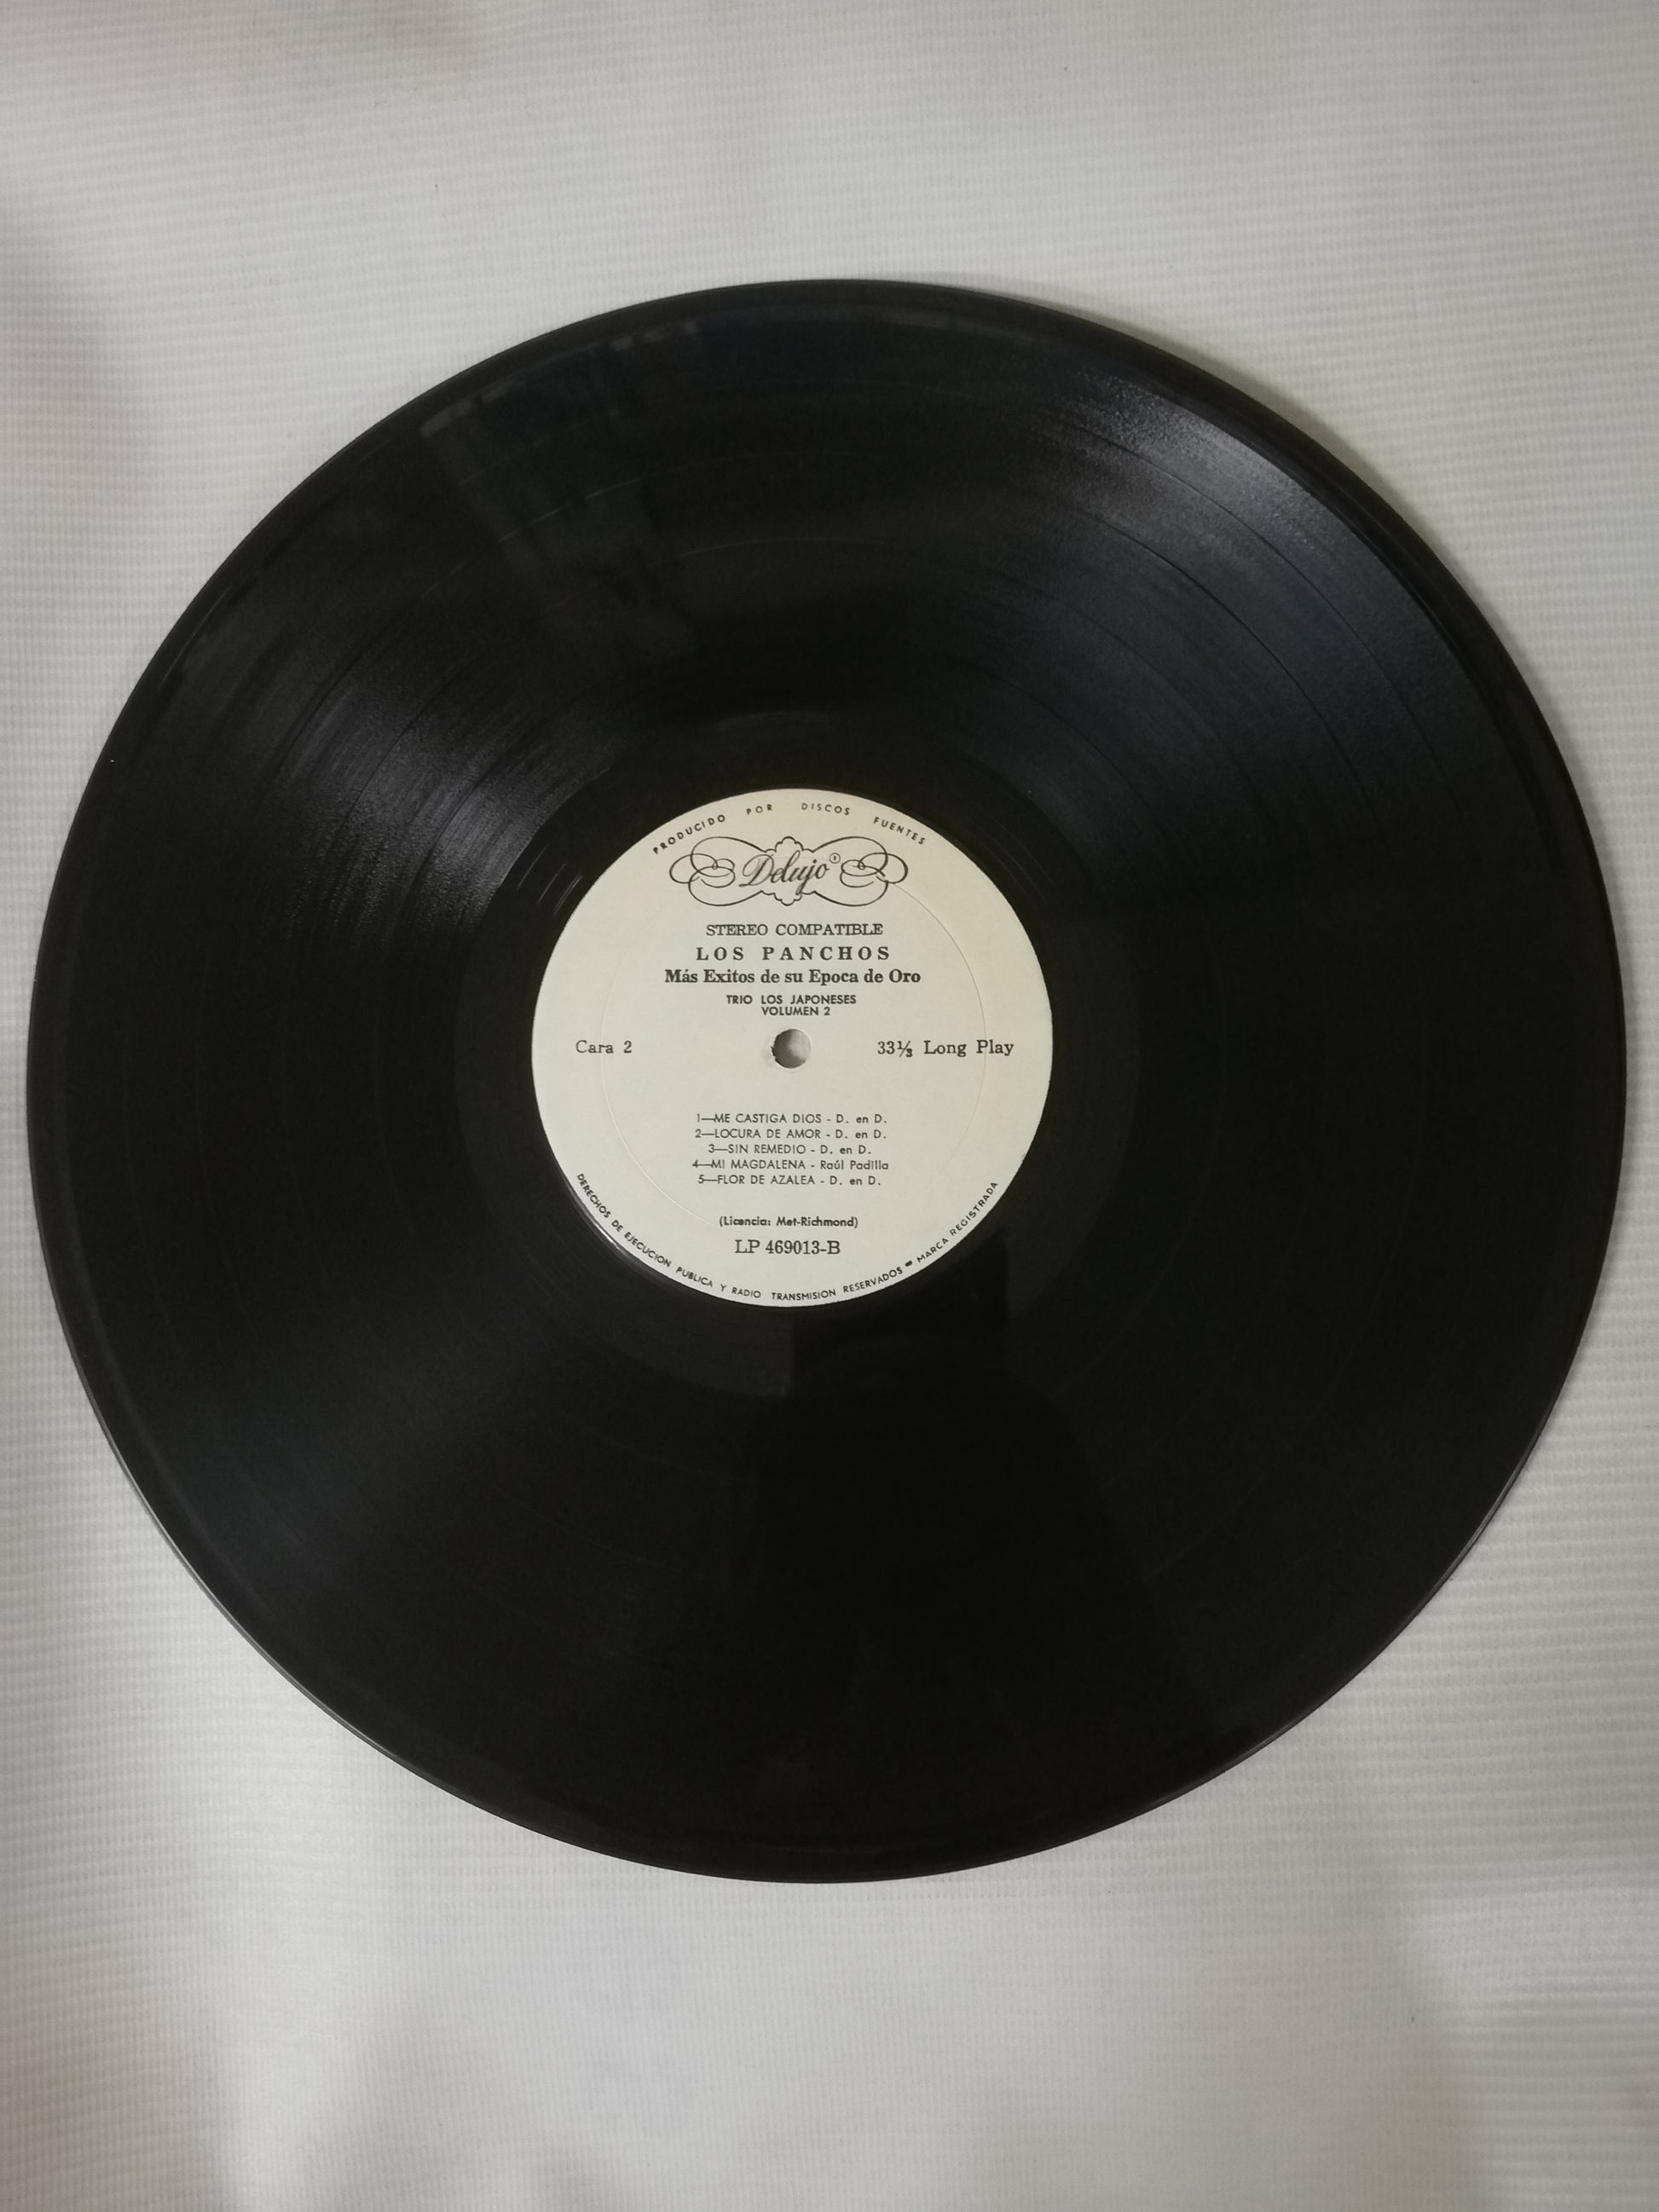 PRODUCIDO POR DISCOS FUENTES
Delujo®
STEREO COMPATIBLE
LOS PANCHOS
Más Exitos de su Epoca de Oro
TRIO LOS JAPONESES
VOLUMEN 2
Cara 2
33⅓ Long Play
1—ME CASTIGA DIOS - D. en D.
2—LOCURA DE AMOR - D. en D.
3—SIN REMEDIO - D. en D.
4—MI MAGDALENA - Raúl Padilla
5—FLOR DE AZALEA - D. en D.
(Licencia: Met-Richmond)
LP 469013-B
DERECHOS DE EJECUCION PUBLICA Y RADIO TRANSMISION RESERVADOS - MARCA REGISTRADA